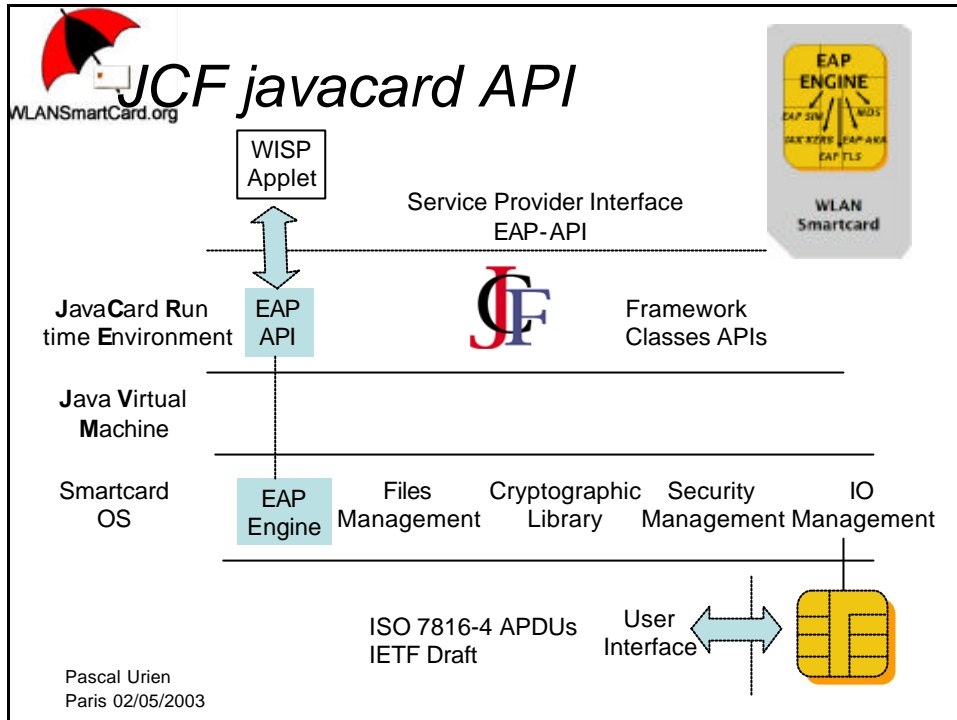 JCF javacard API
WLANSmartCard.org
EAP
ENGINE
EAP SIM
MD5
EAP-AKA
EAP TLS
WLAN
Smartcard
WISP
Applet
Service Provider Interface
EAP-API
JavaCard Run
time Environment
EAP
API
JCF
Framework
Classes APIs
Java Virtual
Machine
Smartcard
OS
EAP
Engine
Files
Management
Cryptographic
Library
Security
Management
IO
Management
ISO 7816-4 APDUs
IETF Draft
User
Interface
Pascal Urien
Paris 02/05/2003